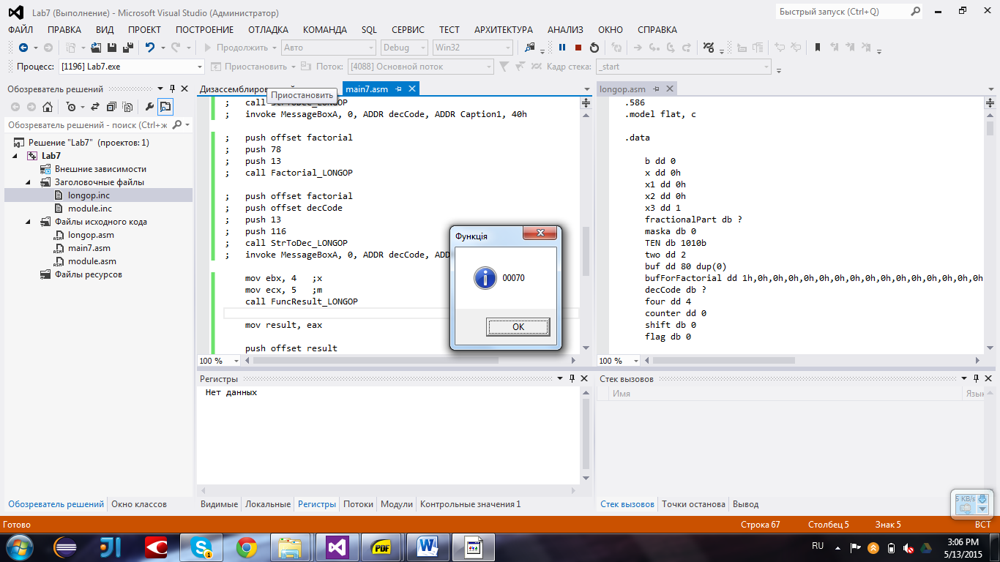 Lab7 (Выполнение) - Microsoft Visual Studio (Администратор)
Быстрый запуск (Ctrl+Q)
ФАЙЛ ПРАВКА ВИД ПРОЕКТ ПОСТРОЕНИЕ ОТЛАДКА КОМАНДА SQL СЕРВИС ТЕСТ АРХИТЕКТУРА АНАЛИЗ ОКНО СПРАВКА
Продолжить Авто Debug Win32
Процесс: [1196] Lab7.exe Приостановить Поток: [4088] Основной поток Кадр стека: _start
Обозреватель решений
Обозреватель решений - поиск (Ctrl+ж
Решение "Lab7" (проектов: 1)
Lab7
Внешние зависимости
Заголовочные файлы
longop.inc
module.inc
Файлы исходного кода
longop.asm
main7.asm
module.asm
Файлы ресурсов
Обозреватель решений Окно классов
Дизассемблиро main7.asm
Приостановить
; call StrToDec_LONGOP
; invoke MessageBoxA, 0, ADDR decCode, ADDR Caption1, 40h
; push offset factorial
; push 78
; push 13
; call Factorial_LONGOP
; push offset factorial
; push offset decCode
; push 13
; push 116
; call StrToDec_LONGOP
; invoke MessageBoxA, 0, ADDR decCode, ADD
mov ebx, 4 ;x
mov ecx, 5 ;m
call FuncResult_LONGOP
mov result, eax
push offset result
100 %
Функція
00070
OK
longop.asm
.586
.model flat, c
.data
b dd 0
x dd 0h
x1 dd 0h
x2 dd 0h
x3 dd 1
fractionalPart db ?
maska db 0
TEN db 1010b
two dd 2
buf dd 80 dup(0)
bufForFactorial dd 1h,0h,0h,0h,0h,0h,0h,0h,0h,0h,0h,0h,0h,0h,0h
decCode db ?
four dd 4
counter dd 0
shift db 0
flag db 0
100 %
Регистры
Нет данных
Видимые Локальные Регистры Потоки Модули Контрольные значения 1
Стек вызовов
Имя Язык
Стек вызовов Точки останова Вывод
5 KB/s
Готово Строка 67 Столбец 5 Знак 5 ВСТ
PDF
RU
3:06 PM
5/13/2015